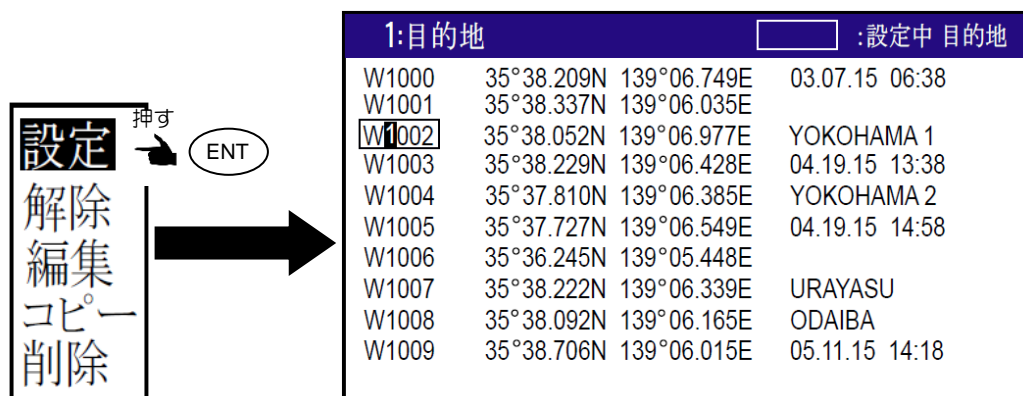 設定
解除
編集
コピー
削除
押す
ENT
1:目的地 :設定中 目的地
W1000 35°38.209N 139°06.749E 03.07.15 06:38
W1001 35°38.337N 139°06.035E
W1002 35°38.052N 139°06.977E YOKOHAMA 1
W1003 35°38.229N 139°06.428E 04.19.15 13:38
W1004 35°37.810N 139°06.385E YOKOHAMA 2
W1005 35°37.727N 139°06.549E 04.19.15 14:58
W1006 35°36.245N 139°05.448E
W1007 35°38.222N 139°06.339E URAYASU
W1008 35°38.092N 139°06.165E ODAIBA
W1009 35°38.706N 139°06.015E 05.11.15 14:18